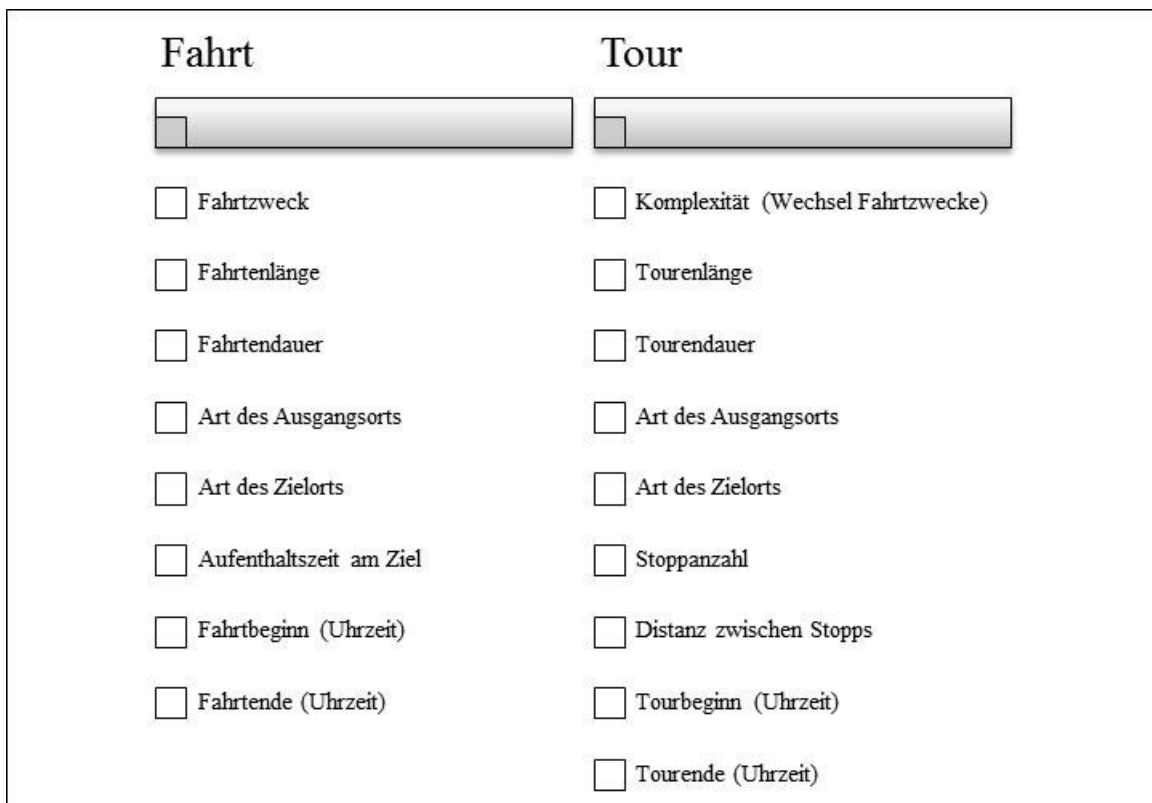 Fahrt
Fahrtzweck
Fahrtenlänge
Fahrtendauer
Art des Ausgangsorts
Art des Zielorts
Aufenthaltszeit am Ziel
Fahrtbeginn (Uhrzeit)
Fahrtende (Uhrzeit)
Tour
Komplexität (Wechsel Fahrtzwecke)
Tourenlänge
Tourendauer
Art des Ausgangsorts
Art des Zielorts
Stoppanzahl
Distanz zwischen Stopps
Tourbeginn (Uhrzeit)
Tourende (Uhrzeit)